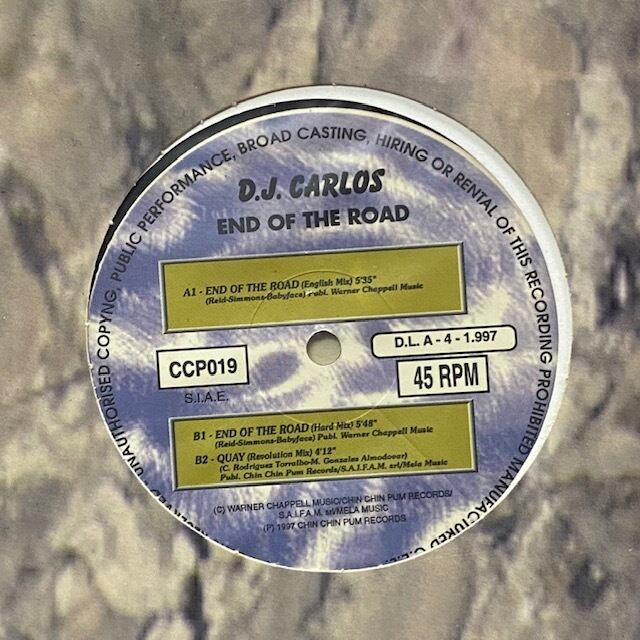 UNAUTHORISED COPYNG. PUBLIC PERFORMANCE, BROAD CASTING, HIRING OR RENTAL OF THIS RECORDING PROHIBITED MANUFACTURED
D.J. CARLOS
END OF THE ROAD
A1 - END OF THE ROAD (English Mix) 5'35"
(Reid-Simmons-Babyface) Publ. Warner Chappell Music
D.L. A - 4 - 1.997
CCP019
45 RPM
S.I.A.E.
B1 - END OF THE ROAD (Hard Mix) 5'48"
(Reid-Simmons-Babyface) Publ. Warner Chappell Music
B2 - QUAY (Revolution Mix) 4'12"
(C. Rodrigues Torralbo-M. Gonzales Almodovar)
Publ. Chin Chin Pum Records/S.A.I.F.A.M. srl/Mela Music
(C) WARNER CHAPPELL MUSIC/CHIN CHIN PUM RECORDS/
S.A.I.F.A.M. srl/MELA MUSIC
(P) 1997 CHIN CHIN PUM RECORDS